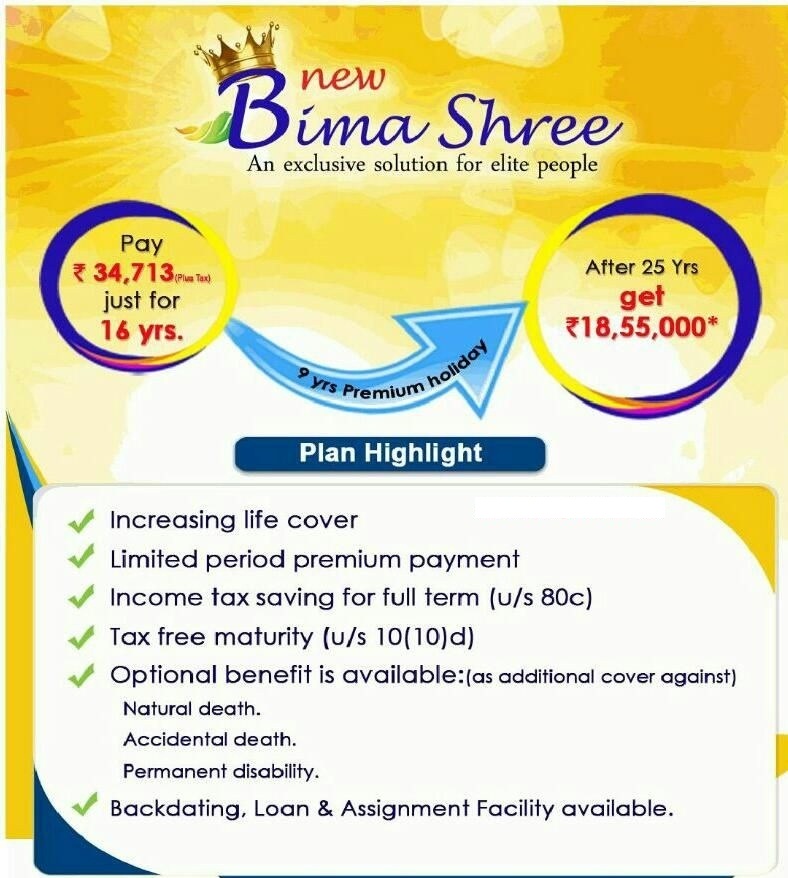 new
Bima Shree
An exclusive solution for elite people
Pay
₹ 34,713 (Plus Tax)
just for
16 yrs.
9 yrs Premium holiday
After 25 Yrs
get
₹18,55,000*
Plan Highlight
Increasing life cover
Limited period premium payment
Income tax saving for full term (u/s 80c)
Tax free maturity (u/s 10(10)d)
Optional benefit is available:(as additional cover against)
Natural death.
Accidental death.
Permanent disability.
Backdating, Loan & Assignment Facility available.